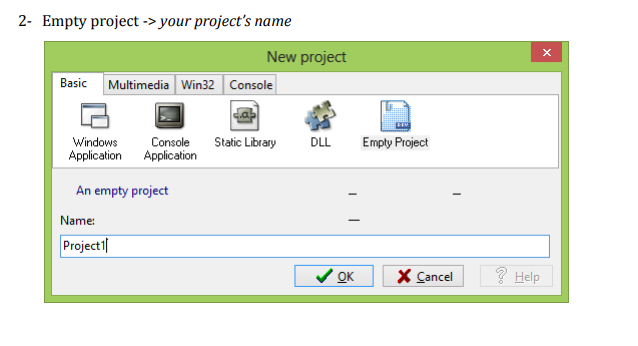 2- Empty project -> your project's name
New project
Basic Multimedia Win32 Console
Windows Application Console Application Static Library DLL Empty Project
An empty project
Name:
Project1
OK Cancel Help